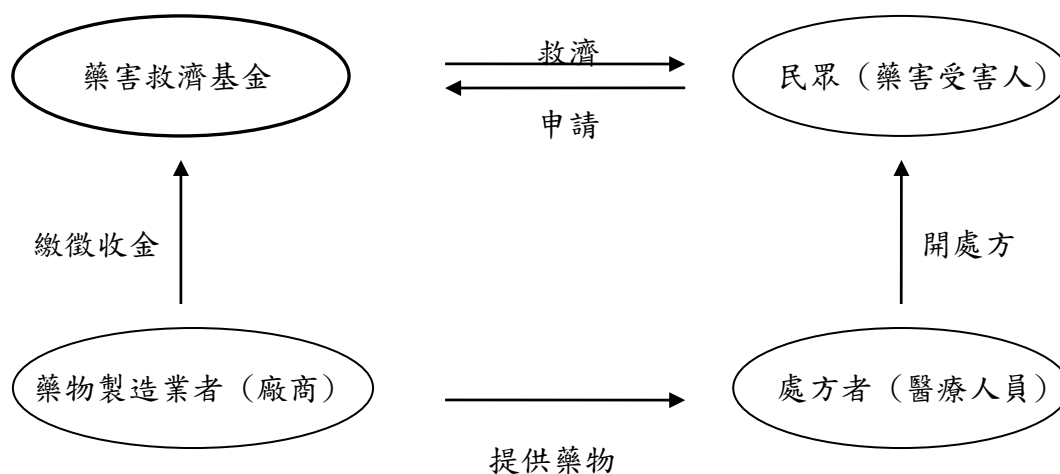 藥害救濟基金
救濟
民眾（藥害受害人）
申請
繳徵收金
開處方
藥物製造業者（廠商）
處方者（醫療人員）
提供藥物